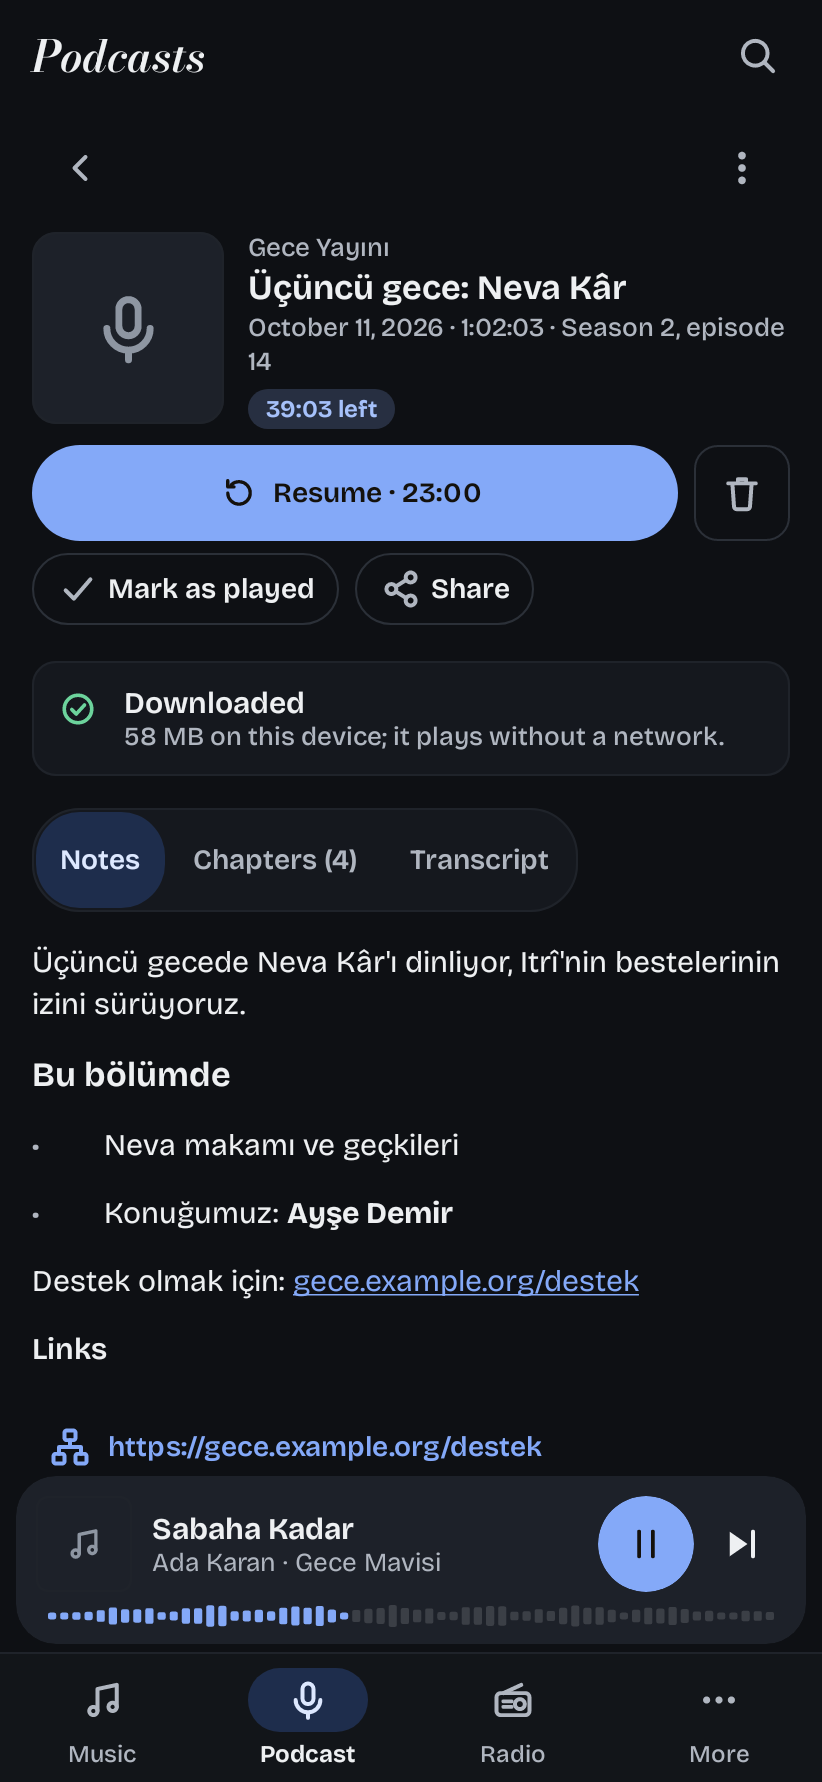 Podcasts
Gece Yayını
Üçüncü gece: Neva Kâr
October 11, 2026 · 1:02:03 · Season 2, episode
14
39:03 left
Resume · 23:00
Mark as played
Share
Downloaded
58 MB on this device; it plays without a network.
Notes
Chapters (4)
Transcript
Üçüncü gecede Neva Kâr'ı dinliyor, Itrî'nin bestelerinin
izini sürüyoruz.
Bu bölümde
· Neva makamı ve geçkileri
· Konuğumuz: Ayşe Demir
Destek olmak için: gece.example.org/destek
Links
https://gece.example.org/destek
Sabaha Kadar
Ada Karan · Gece Mavisi
Music
Podcast
Radio
More